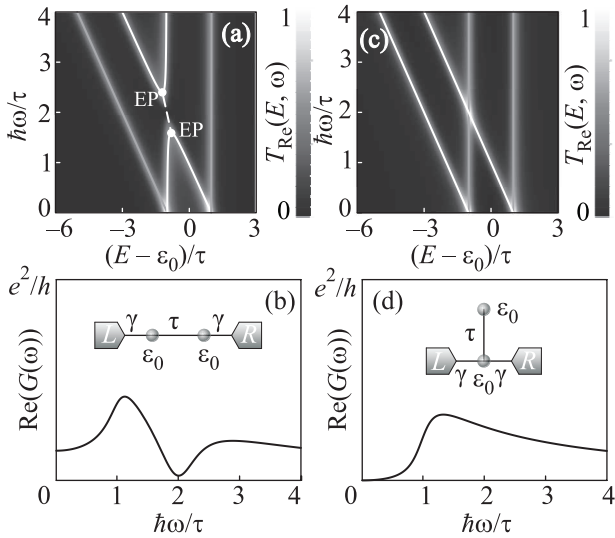 4
3
2
1
0
ħω/τ
(a)
EP
EP
−6
−3
0
3
(E − ε₀)/τ
1
0
T_Re(E, ω)
4
3
2
1
0
ħω/τ
(c)
−6
−3
0
3
(E − ε₀)/τ
1
0
T_Re(E, ω)
e²/h
Re(G(ω))
(b)
L γ τ γ R
ε₀ ε₀
0 1 2 3 4
ħω/τ
e²/h
Re(G(ω))
(d)
ε₀
τ
L R
γ ε₀ γ
0 1 2 3 4
ħω/τ